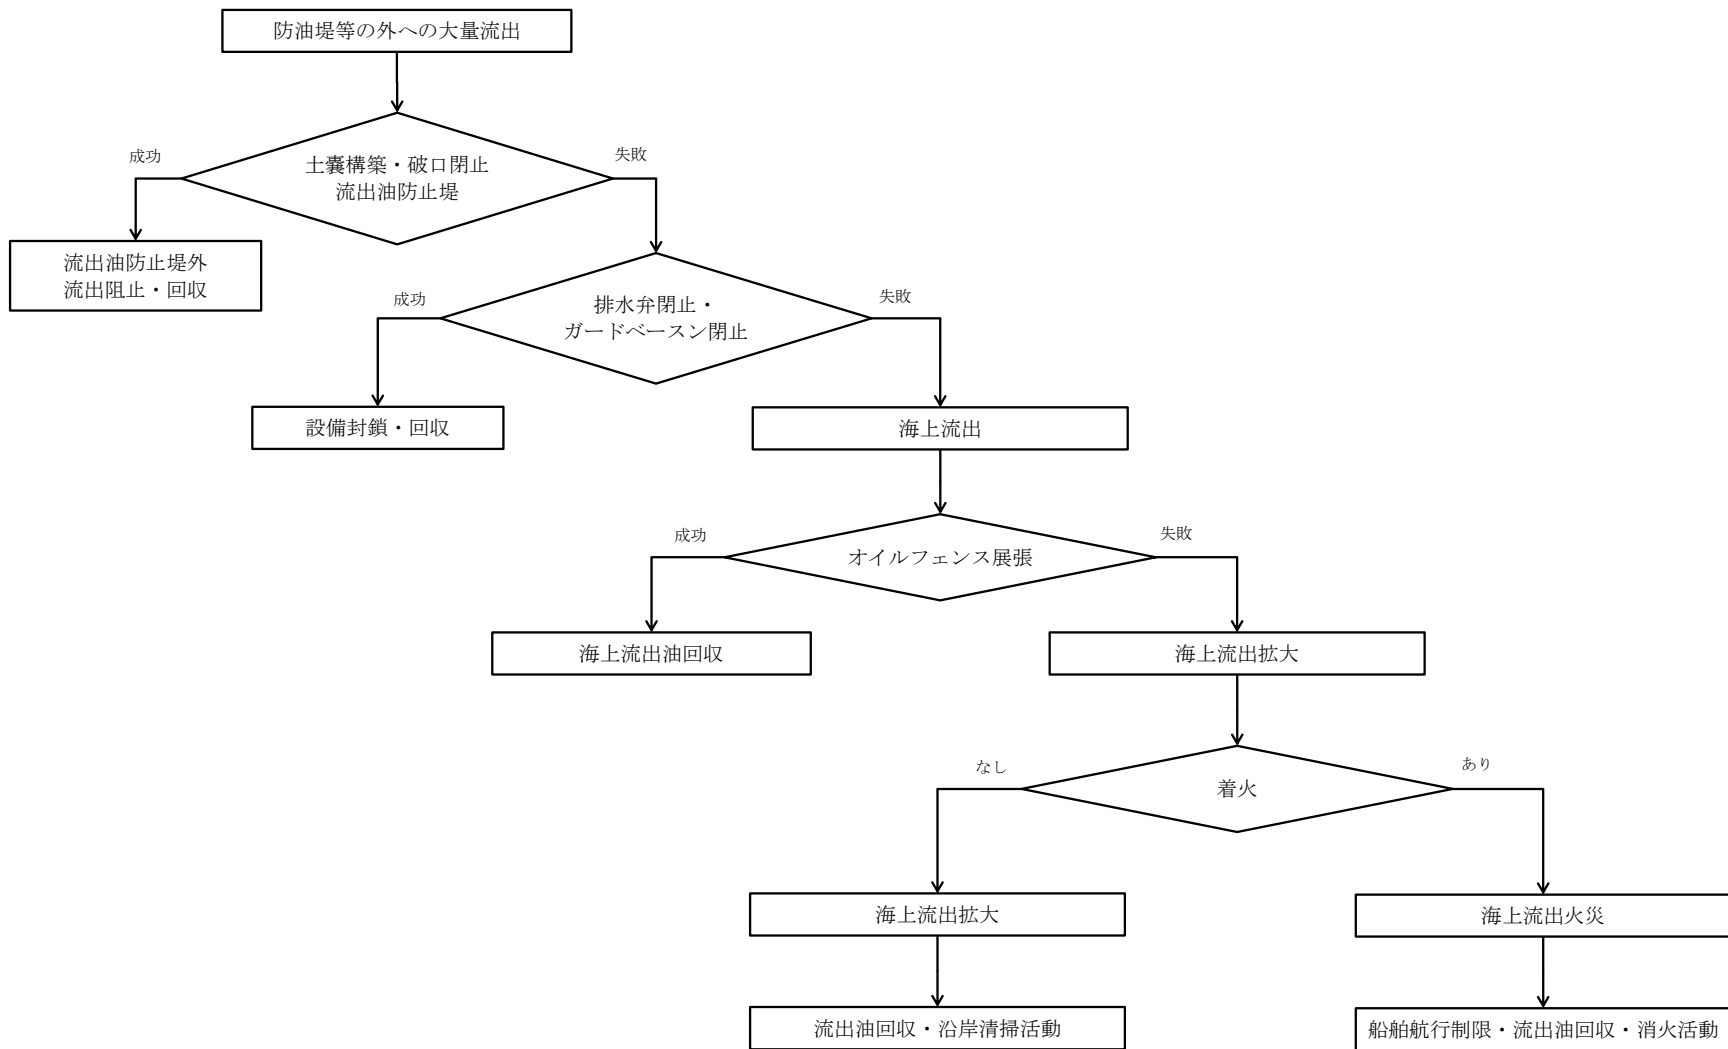 防油堤等の外への大量流出
成功
土嚢構築・破口閉止
流出油防止堤
失敗
流出油防止堤外
流出阻止・回収
成功
排水弁閉止・
ガードベースン閉止
失敗
設備封鎖・回収
海上流出
成功
オイルフェンス展張
失敗
海上流出油回収
海上流出拡大
なし
着火
あり
海上流出拡大
海上流出火災
流出油回収・沿岸清掃活動
船舶航行制限・流出油回収・消火活動